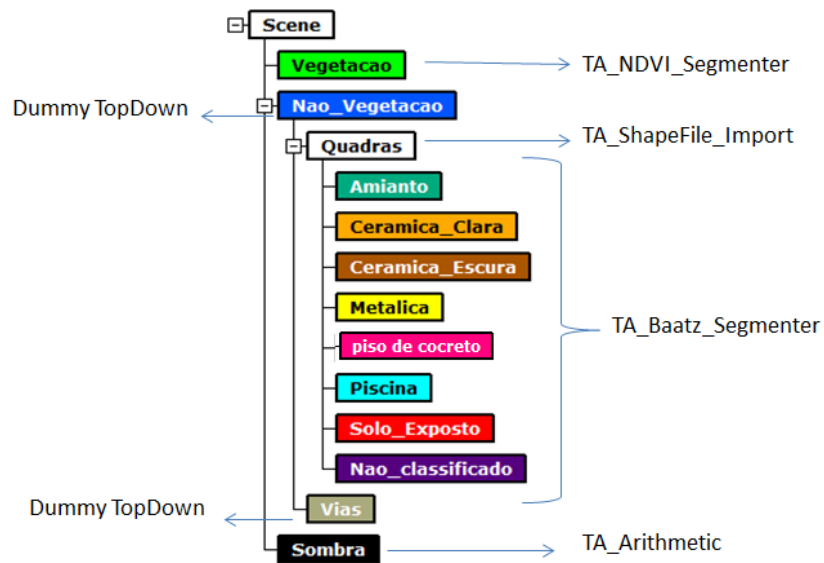 Scene
Vegetacao
TA_NDVI_Segmenter
Dummy TopDown
Nao_Vegetacao
Quadras
TA_ShapeFile_Import
Amianto
Ceramica_Clara
Ceramica_Escura
Metalica
TA_Baatz_Segmenter
piso de cocreto
Piscina
Solo_Exposto
Nao_classificado
Dummy TopDown
Vias
Sombra
TA_Arithmetic